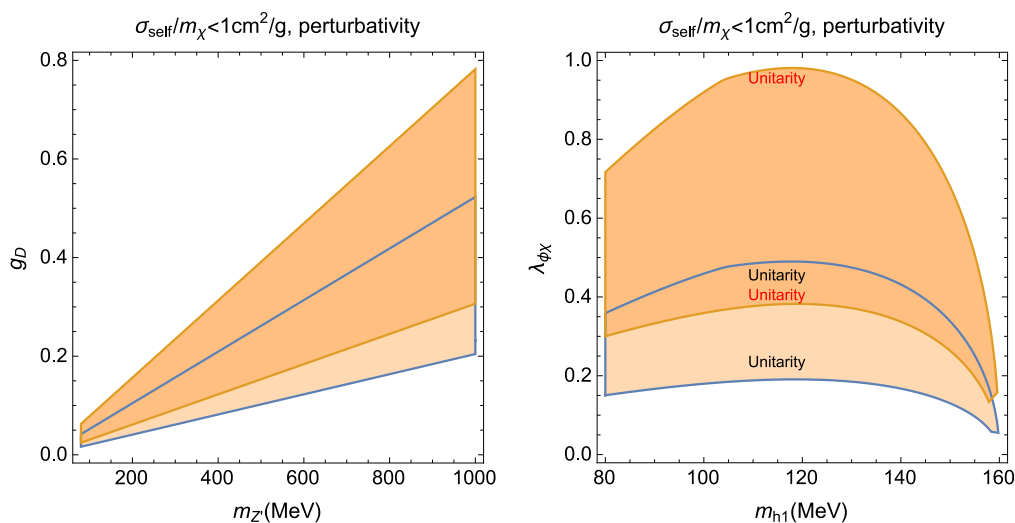 σself/mχ<1cm²/g, perturbativity
0.8
0.6
0.4
0.2
0.0
gD
200 400 600 800 1000
mZ'(MeV)
σself/mχ<1cm²/g, perturbativity
1.0
0.8
0.6
0.4
0.2
0.0
λϕχ
Unitarity
Unitarity
Unitarity
Unitarity
80 100 120 140 160
mh1(MeV)